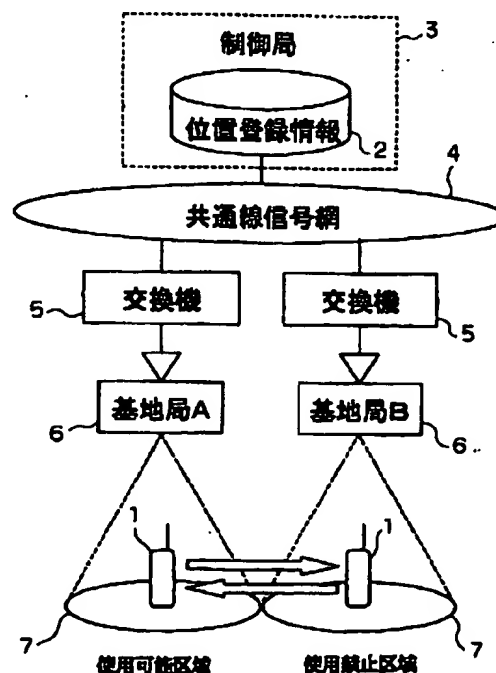 制御局
3
位置登録情報
2
4
共通線信号網
交換機
5
交換機
5
基地局A
6
基地局B
6
1
1
7
7
使用可能区域
使用禁止区域